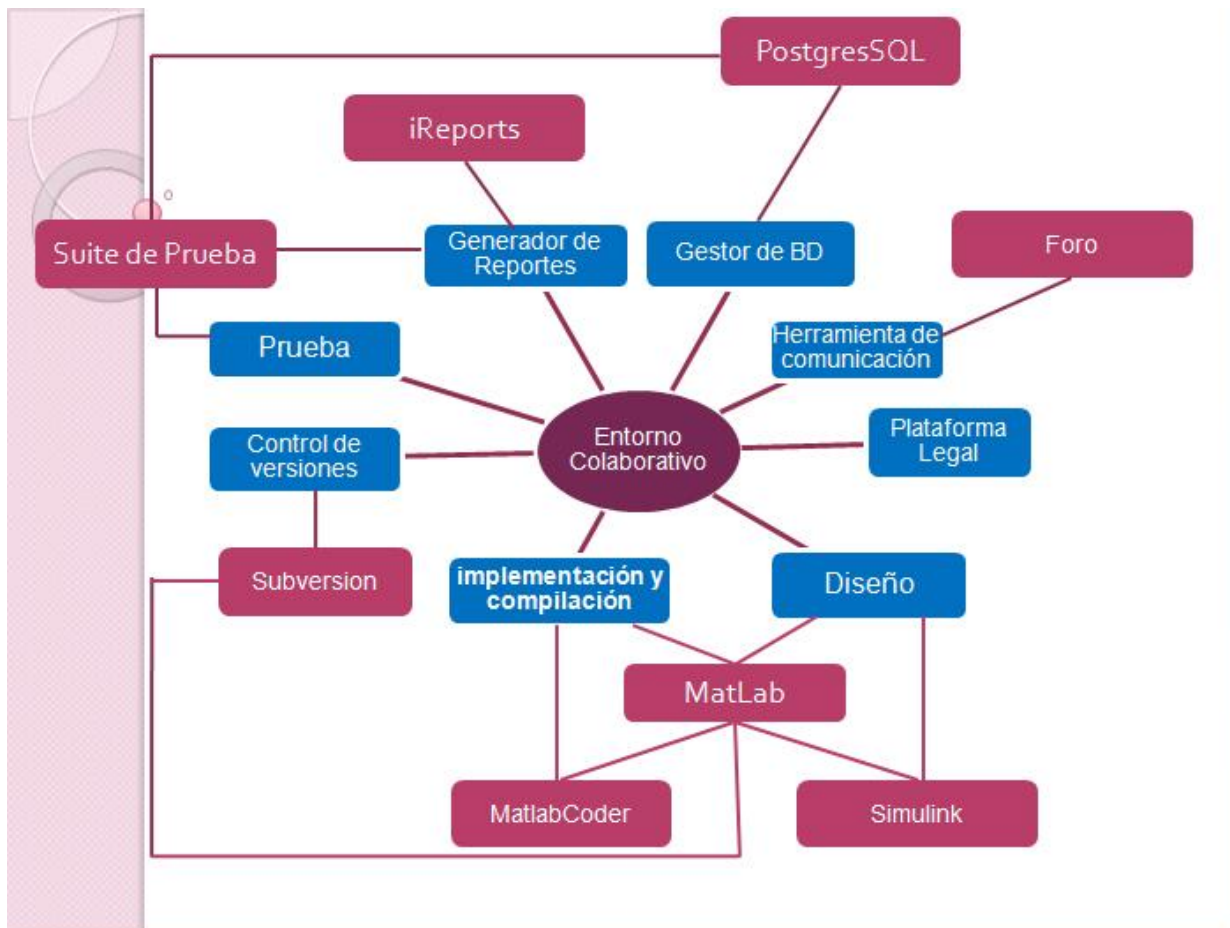 PostgresSQL
iReports
Suite de Prueba
Generador de
Reportes
Gestor de BD
Foro
Prueba
Herramienta de
comunicación
Control de
versiones
Entorno
Colaborativo
Plataforma
Legal
Subversion
implementación y
compilación
Diseño
MatLab
MatlabCoder
Simulink